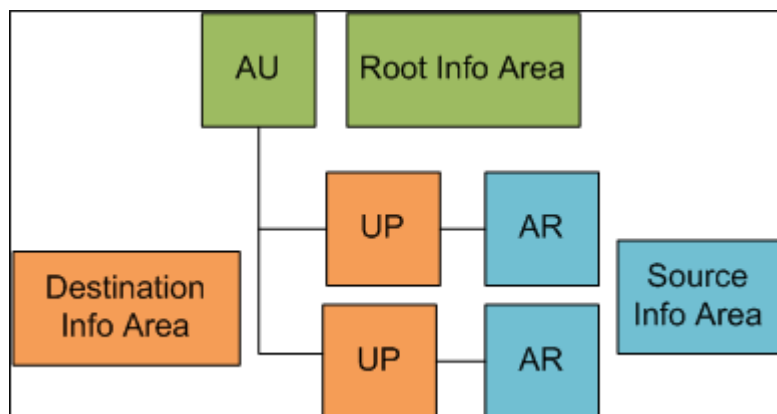 AU
Root Info Area
UP
AR
Destination
Info Area
Source
Info Area
UP
AR